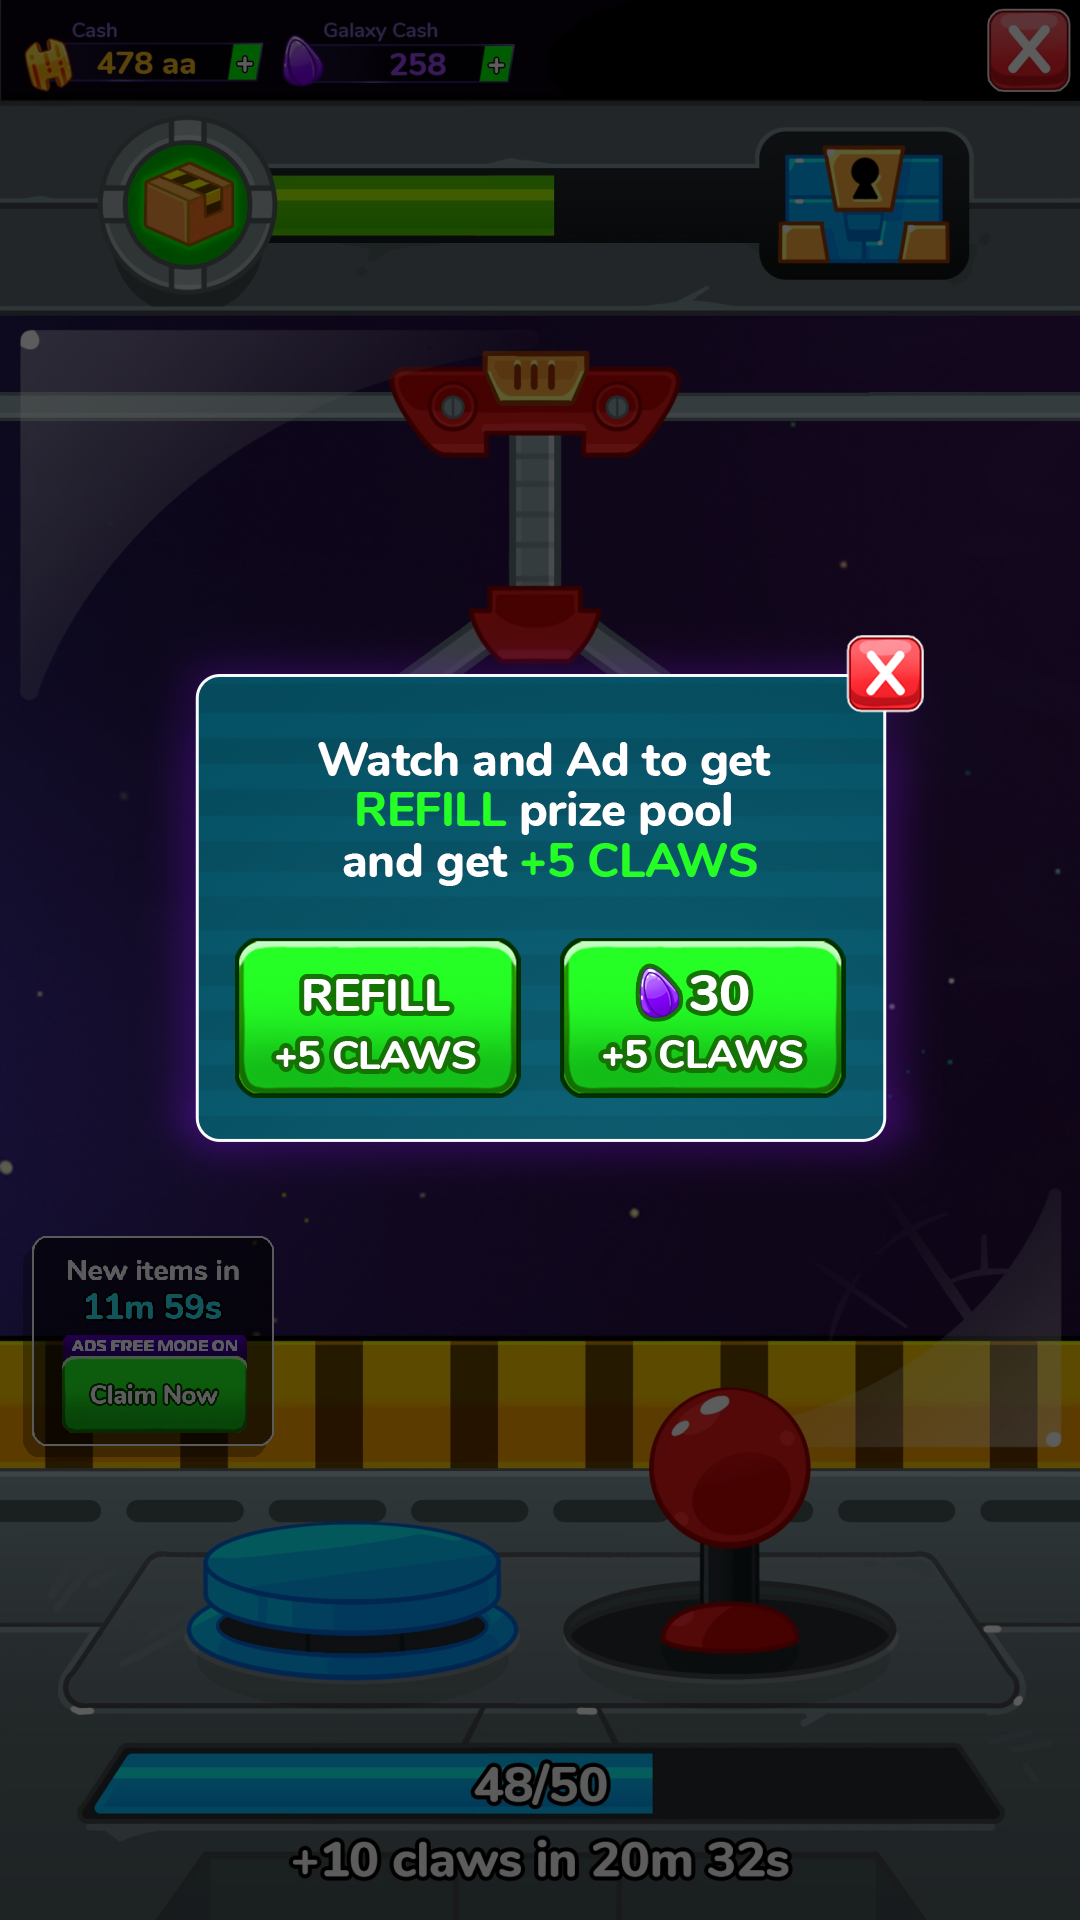 Cash
478 aa
Galaxy Cash
258
Watch and Ad to get
REFILL prize pool
and get +5 CLAWS
REFILL
+5 CLAWS
30
+5 CLAWS
New items in
11m 59s
ADS FREE MODE ON
Claim Now
48/50
+10 claws in 20m 32s